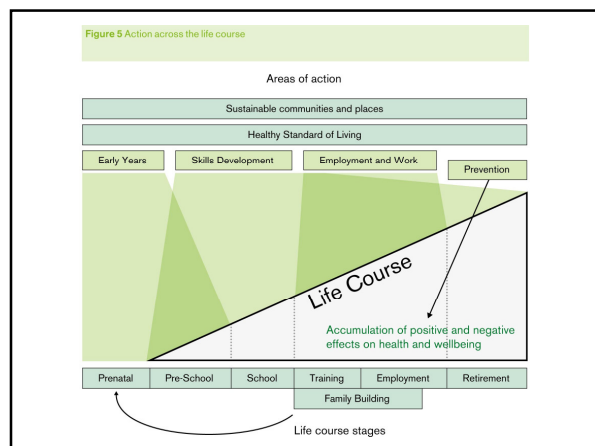 Figure 5 Action across the life course
Areas of action
Sustainable communities and places
Healthy Standard of Living
Early Years
Skills Development
Employment and Work
Prevention
Life Course
Accumulation of positive and negative
effects on health and wellbeing
Prenatal
Pre-School
School
Training
Employment
Retirement
Family Building
Life course stages